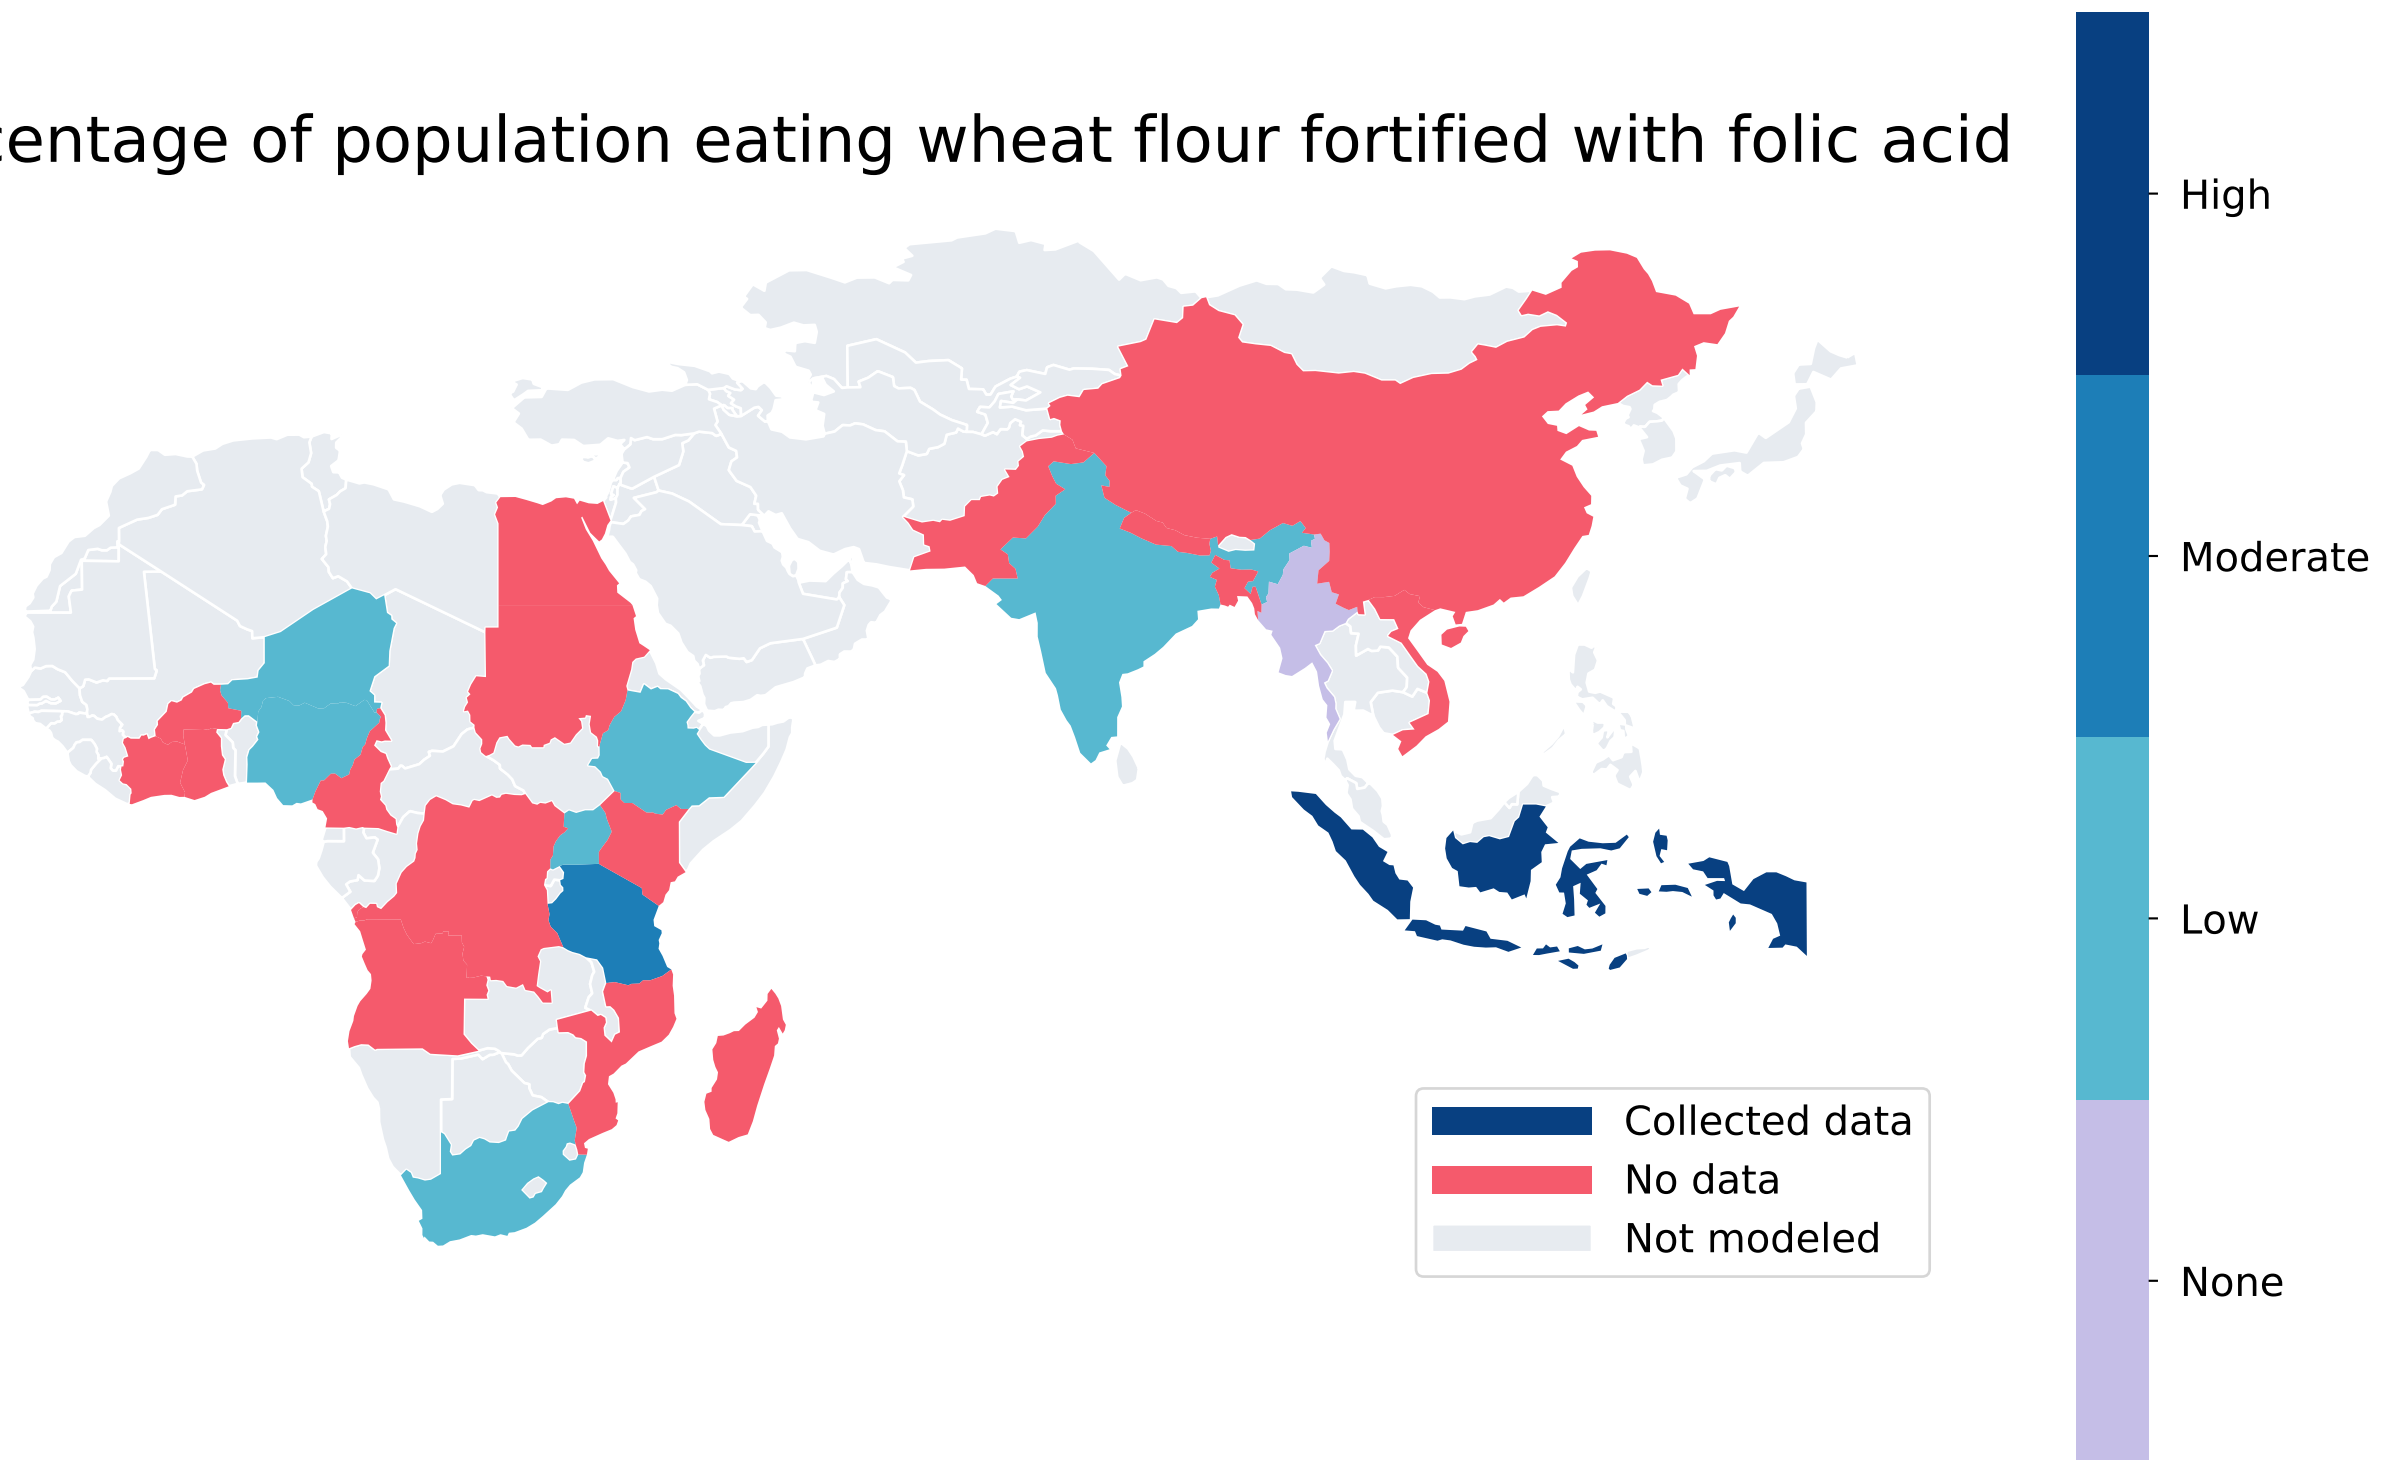 entage of population eating wheat flour fortified with folic acid
High
Moderate
Low
None
Collected data
No data
Not modeled